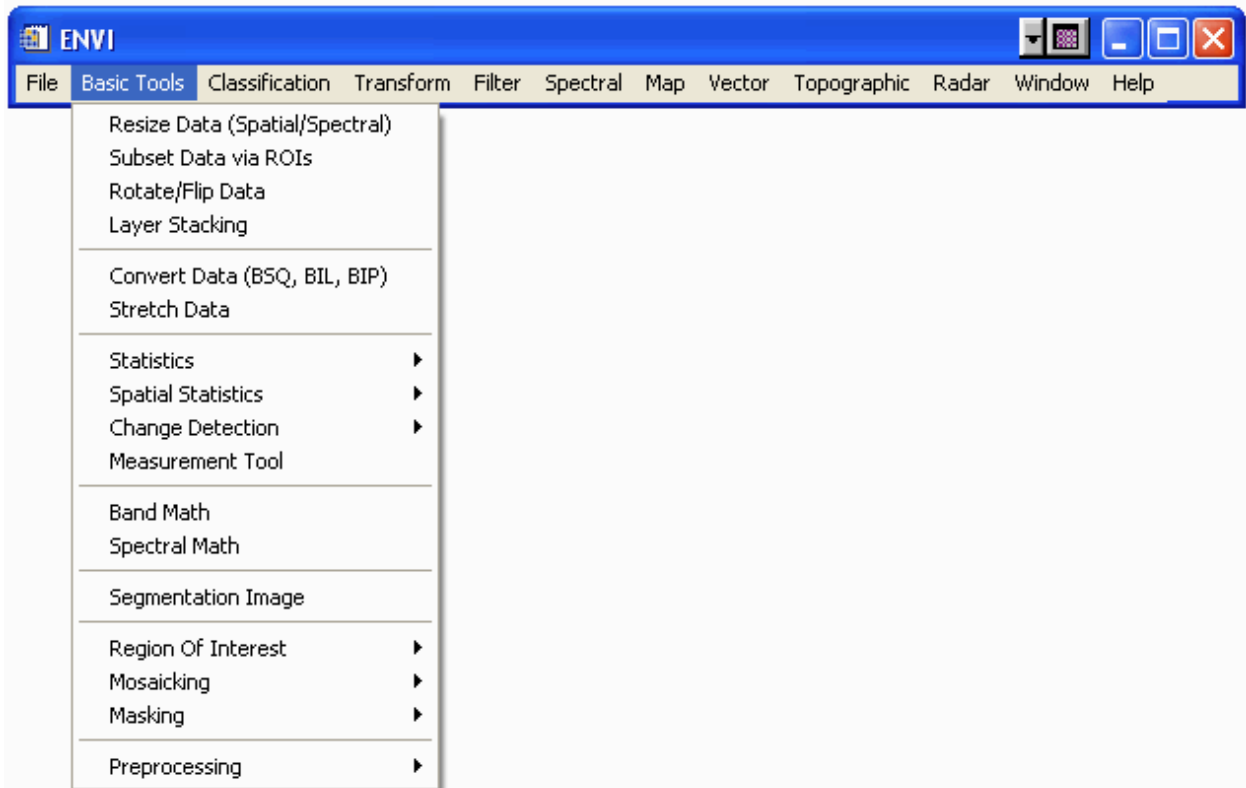 ENVI
File Basic Tools Classification Transform Filter Spectral Map Vector Topographic Radar Window Help
Resize Data (Spatial/Spectral)
Subset Data via ROIs
Rotate/Flip Data
Layer Stacking
Convert Data (BSQ, BIL, BIP)
Stretch Data
Statistics
Spatial Statistics
Change Detection
Measurement Tool
Band Math
Spectral Math
Segmentation Image
Region Of Interest
Mosaicking
Masking
Preprocessing